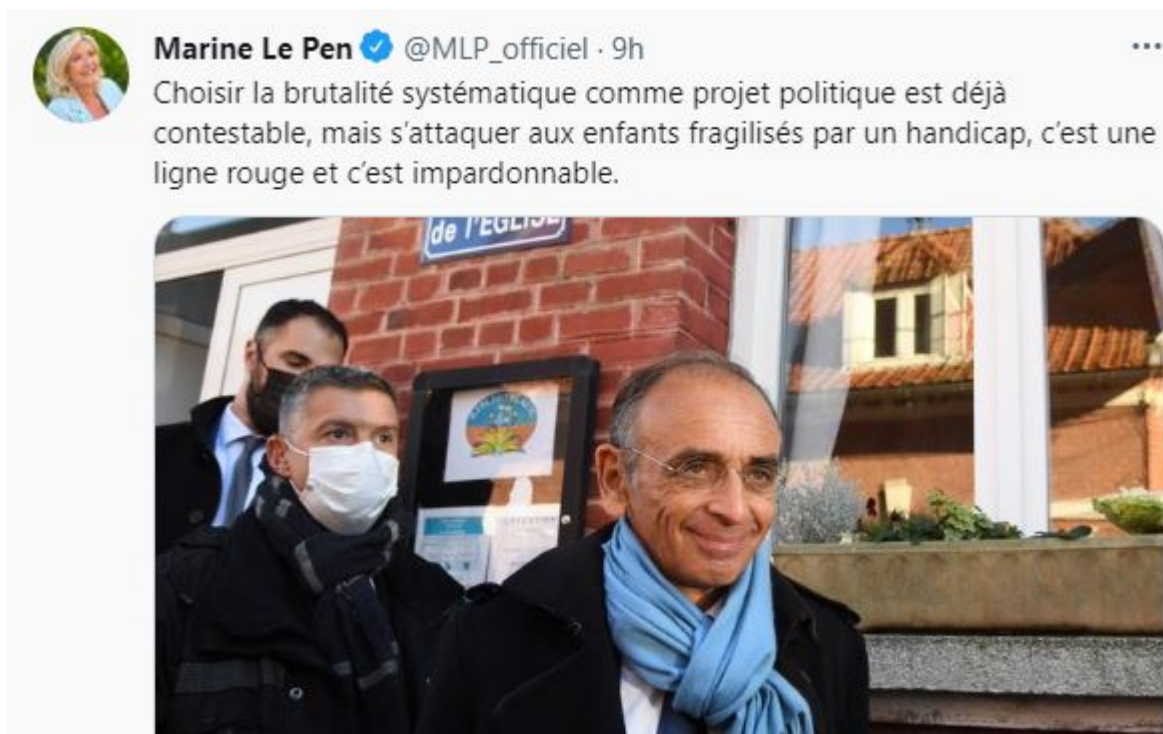 Marine Le Pen @MLP_officiel · 9h
Choisir la brutalité systématique comme projet politique est déjà
contestable, mais s’attaquer aux enfants fragilisés par un handicap, c’est une
ligne rouge et c’est impardonnable.
de l'EGLISE